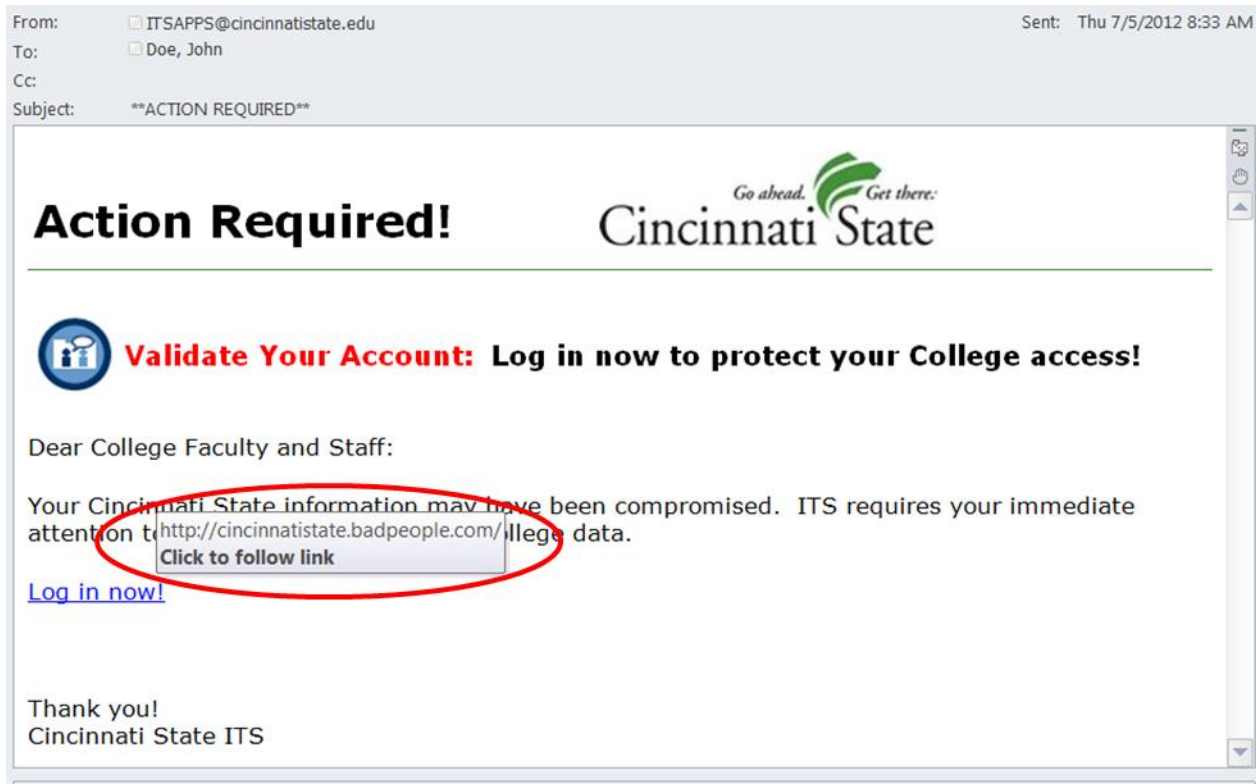 From: ITSAPPS@cincinnatistate.edu Sent: Thu 7/5/2012 8:33 AM
To: Doe, John
Cc:
Subject: **ACTION REQUIRED**
Action Required!
Go ahead. Get there:
Cincinnati State
Validate Your Account: Log in now to protect your College access!
Dear College Faculty and Staff:
Your Cincinnati State information may have been compromised. ITS requires your immediate
attention data.
http://cincinnatistate.badpeople.com/
Click to follow link
Log in now!
Thank you!
Cincinnati State ITS